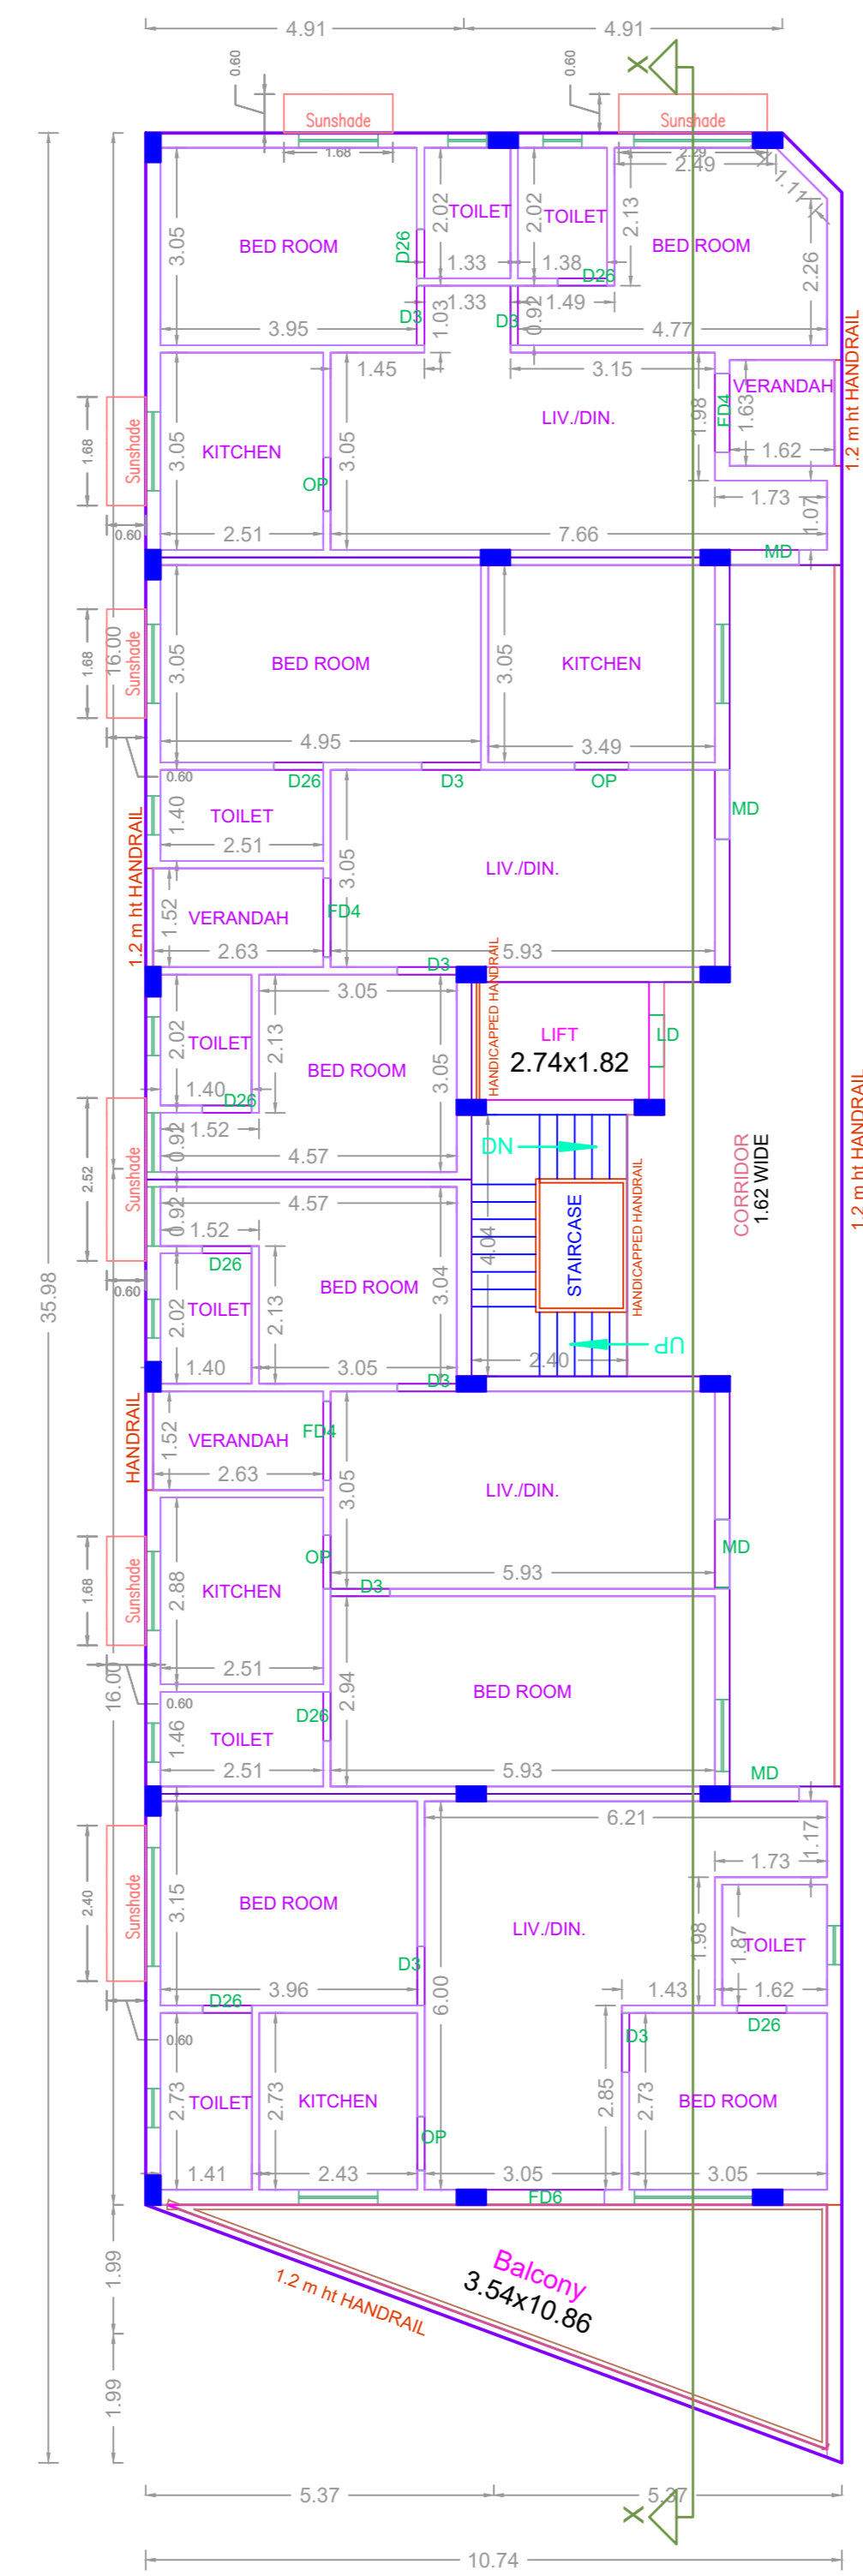 4.91
4.91
0.60
0.60
X
Sunshade
Sunshade
1.68
2.29
2.49
1.11
TOILET
TOILET
2.02
2.02
2.13
BED ROOM
BED ROOM
3.05
D26
1.33
1.38
D26
2.26
D3
1.33
1.03
D3
0.92
1.49
3.95
4.77
1.2 m ht HANDRAIL
1.45
3.15
VERANDAH
1.68
Sunshade
KITCHEN
3.05
3.05
LIV./DIN.
1.98
FD4
1.63
1.62
OP
1.73
1.07
0.60
2.51
7.66
MD
1.68
16.00
Sunshade
3.05
BED ROOM
3.05
KITCHEN
4.95
3.49
0.60
D26
D3
OP
1.40
TOILET
MD
2.51
1.2 m ht HANDRAIL
3.05
LIV./DIN.
1.52
VERANDAH
FD4
2.63
5.93
D3
HANDICAPPED HANDRAIL
3.05
2.02
TOILET
2.13
BED ROOM
3.05
LIFT
2.74x1.82
LD
1.40
D26
1.52
0.92
4.57
DN
2.52
Sunshade
CORRIDOR
1.62 WIDE
1.2 m ht HANDRAIL
4.57
0.92
1.52
4.04
STAIRCASE
HANDICAPPED HANDRAIL
D26
BED ROOM
3.04
0.60
35.98
2.02
TOILET
2.13
1.40
3.05
UP
2.40
D3
HANDRAIL
1.52
VERANDAH
FD4
2.63
3.05
LIV./DIN.
1.68
Sunshade
OP
MD
5.93
D3
2.88
KITCHEN
2.51
16.00
2.94
BED ROOM
0.60
D26
1.46
TOILET
2.51
5.93
MD
6.21
1.17
1.73
2.40
Sunshade
3.15
BED ROOM
LIV./DIN.
1.98
1.87
TOILET
D3
3.96
6.00
1.43
1.62
D26
D26
D3
0.60
2.73
TOILET
2.73
KITCHEN
2.85
2.73
BED ROOM
OP
1.41
2.43
3.05
3.05
FD6
1.99
Balcony
3.54x10.86
1.2 m ht HANDRAIL
1.99
5.37
5.37
X
10.74